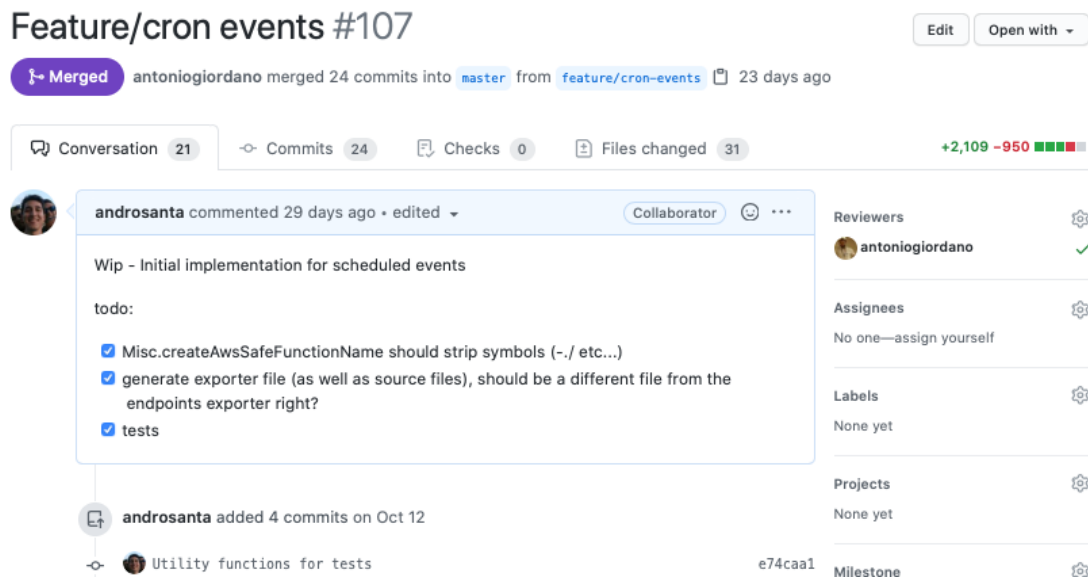 Feature/cron events #107
Edit
Open with
Merged
antoniogiordano merged 24 commits into master from feature/cron-events 23 days ago
Conversation 21
Commits 24
Checks 0
Files changed 31
+2,109 −950
androsanta commented 29 days ago • edited
Collaborator
Wip - Initial implementation for scheduled events
todo:
Misc.createAwsSafeFunctionName should strip symbols (-./ etc...)
generate exporter file (as well as source files), should be a different file from the
endpoints exporter right?
tests
androsanta added 4 commits on Oct 12
Utility functions for tests
e74caa1
Reviewers
antoniogiordano
Assignees
No one—assign yourself
Labels
None yet
Projects
None yet
Milestone